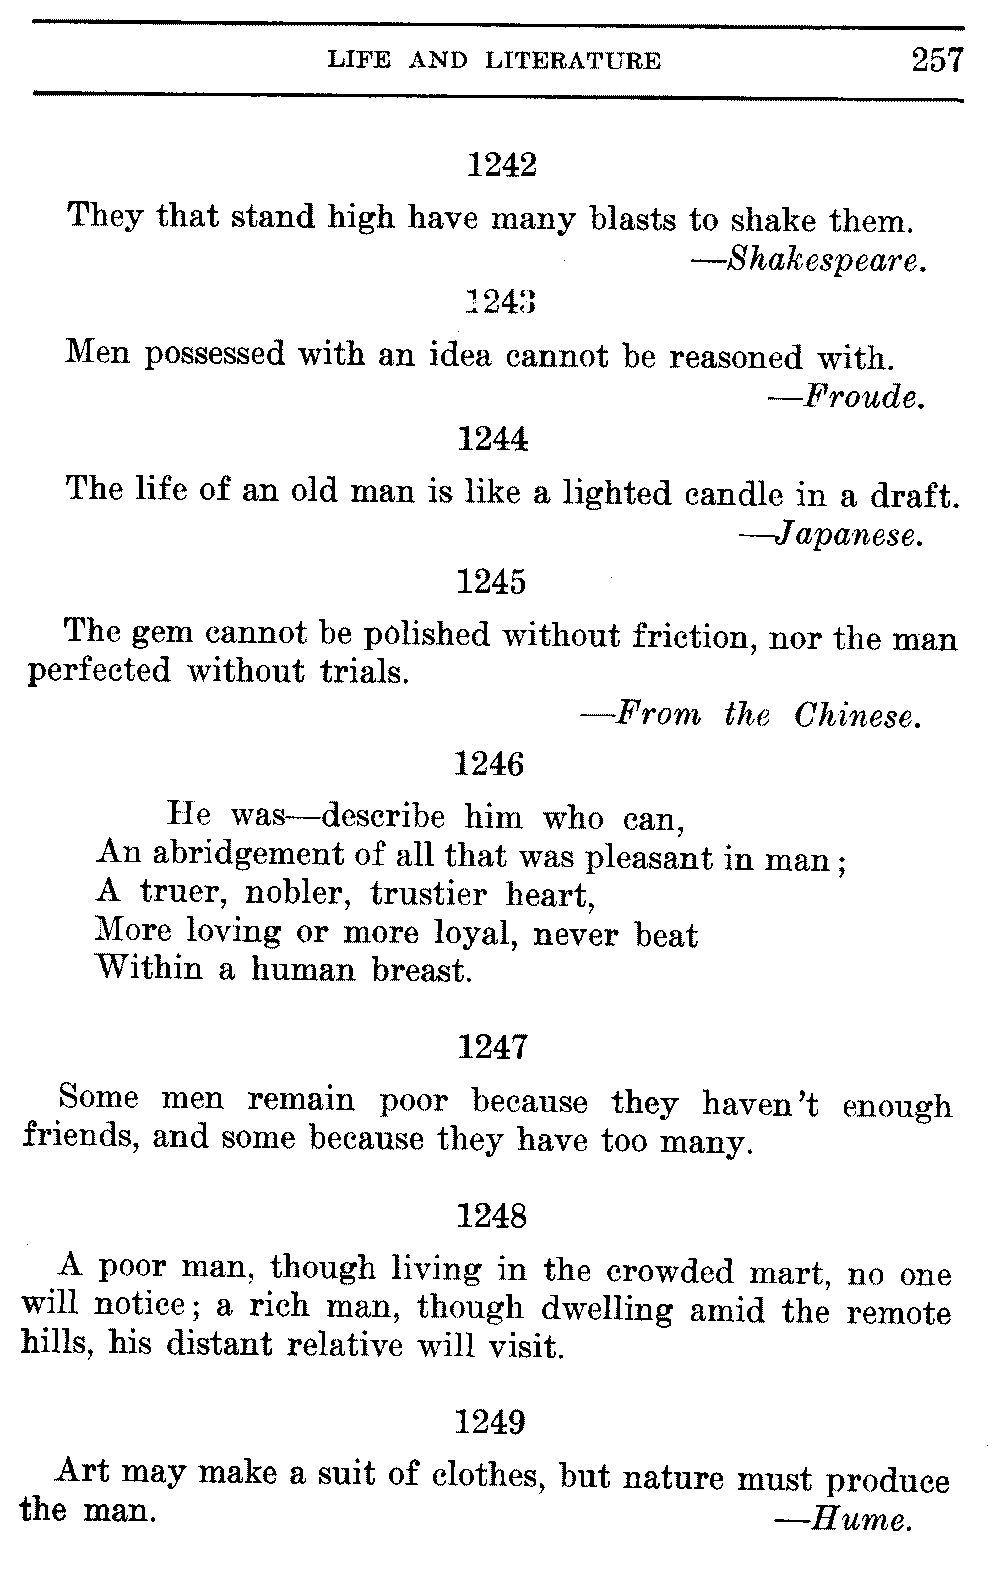 LIFE AND LITERATURE 257
1242
They that stand high have many blasts to shake them.
—Shakespeare.
1243
Men possessed with an idea cannot be reasoned with.
—Froude.
1244
The life of an old man is like a lighted candle in a draft.
—Japanese.
1245
The gem cannot be polished without friction, nor the man
perfected without trials.
—From the Chinese.
1246
He was—describe him who can,
An abridgement of all that was pleasant in man;
A truer, nobler, trustier heart,
More loving or more loyal, never beat
Within a human breast.
1247
Some men remain poor because they haven't enough
friends, and some because they have too many.
1248
A poor man, though living in the crowded mart, no one
will notice; a rich man, though dwelling amid the remote
hills, his distant relative will visit.
1249
Art may make a suit of clothes, but nature must produce
the man. —Hume.